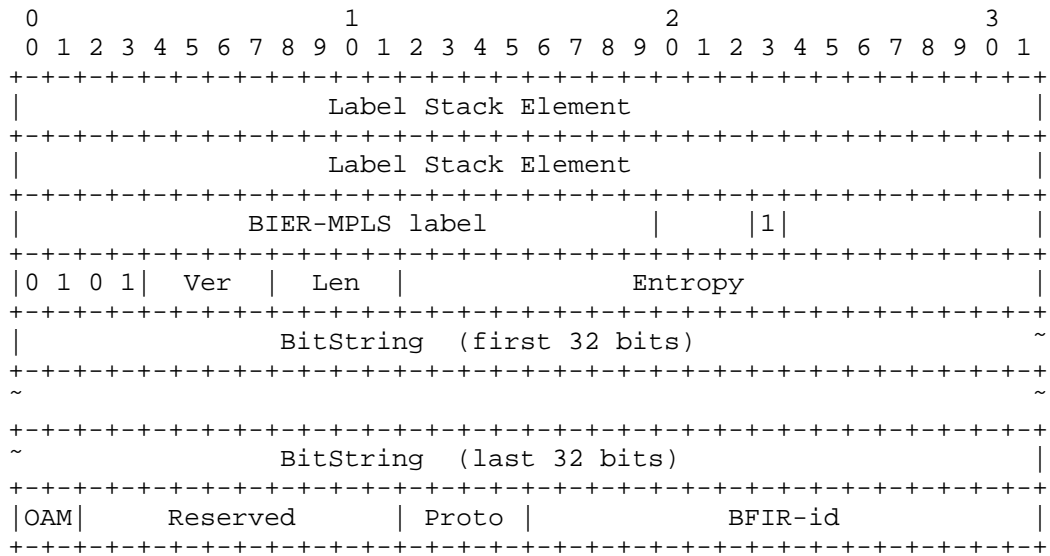 0                   1                   2                   3
 0 1 2 3 4 5 6 7 8 9 0 1 2 3 4 5 6 7 8 9 0 1 2 3 4 5 6 7 8 9 0 1
+-+-+-+-+-+-+-+-+-+-+-+-+-+-+-+-+-+-+-+-+-+-+-+-+-+-+-+-+-+-+-+-+
|                   Label Stack Element                         |
+-+-+-+-+-+-+-+-+-+-+-+-+-+-+-+-+-+-+-+-+-+-+-+-+-+-+-+-+-+-+-+-+
|                   Label Stack Element                         |
+-+-+-+-+-+-+-+-+-+-+-+-+-+-+-+-+-+-+-+-+-+-+-+-+-+-+-+-+-+-+-+-+
|              BIER-MPLS label          |     |1|               |
+-+-+-+-+-+-+-+-+-+-+-+-+-+-+-+-+-+-+-+-+-+-+-+-+-+-+-+-+-+-+-+-+
|0 1 0 1|  Ver  |  Len  |              Entropy                  |
+-+-+-+-+-+-+-+-+-+-+-+-+-+-+-+-+-+-+-+-+-+-+-+-+-+-+-+-+-+-+-+-+
|                BitString  (first 32 bits)                     ~
+-+-+-+-+-+-+-+-+-+-+-+-+-+-+-+-+-+-+-+-+-+-+-+-+-+-+-+-+-+-+-+-+
~                                                               ~
+-+-+-+-+-+-+-+-+-+-+-+-+-+-+-+-+-+-+-+-+-+-+-+-+-+-+-+-+-+-+-+-+
~                BitString  (last 32 bits)                      |
+-+-+-+-+-+-+-+-+-+-+-+-+-+-+-+-+-+-+-+-+-+-+-+-+-+-+-+-+-+-+-+-+
|OAM|     Reserved      | Proto |            BFIR-id            |
+-+-+-+-+-+-+-+-+-+-+-+-+-+-+-+-+-+-+-+-+-+-+-+-+-+-+-+-+-+-+-+-+